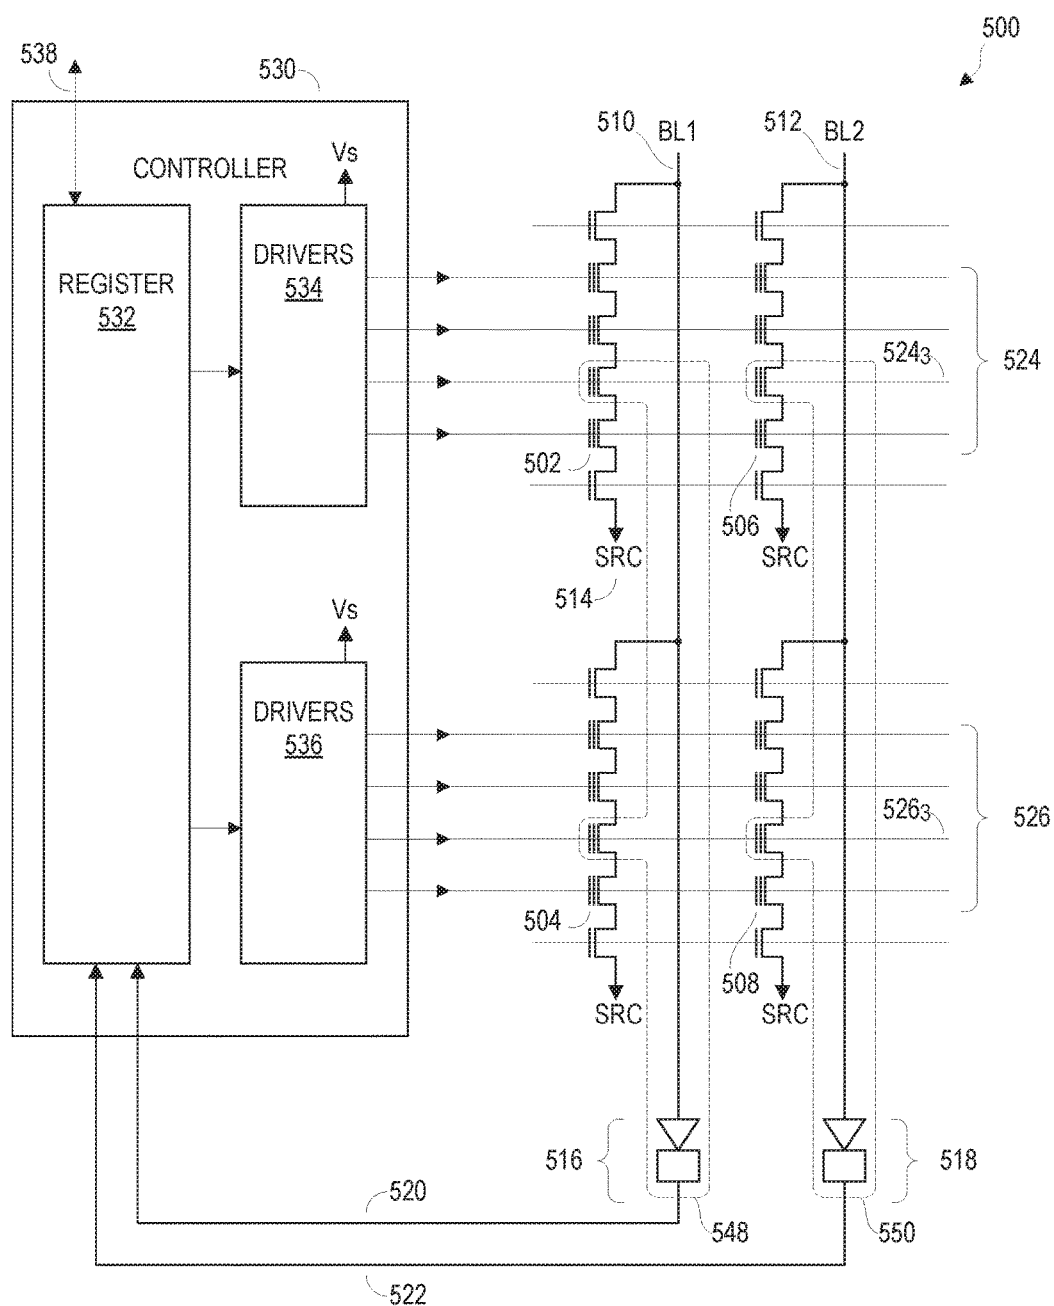 500
538
530
510 BL1
512 BL2
CONTROLLER
Vs
REGISTER
532
DRIVERS
534
524₃
524
502
506
SRC
SRC
514
Vs
DRIVERS
536
526₃
526
504
508
SRC
SRC
516
518
520
548
550
522